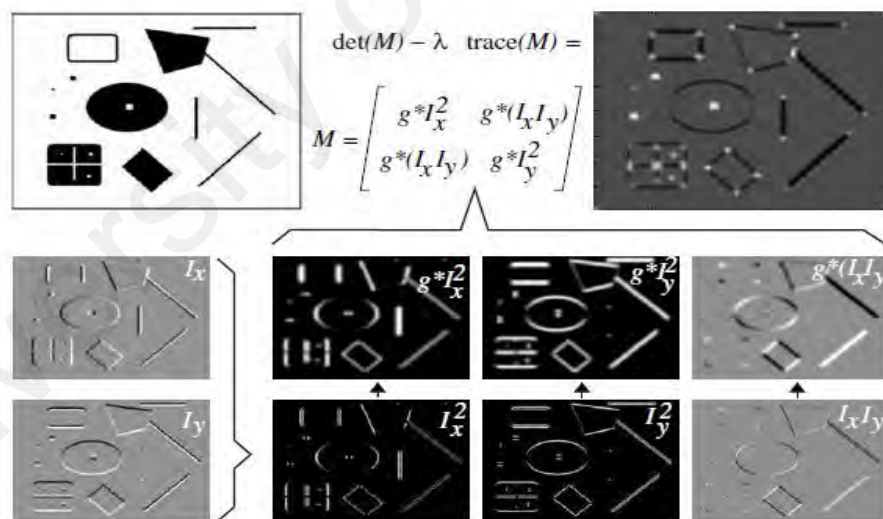 det(M) − λ trace(M) =
M = [ g*I_x^2 g*(I_xI_y)
g*(I_xI_y) g*I_y^2 ]
I_x
g*I_x^2
g*I_y^2
g*(I_xI_y
I_y
I_x^2
I_y^2
I_xI_y